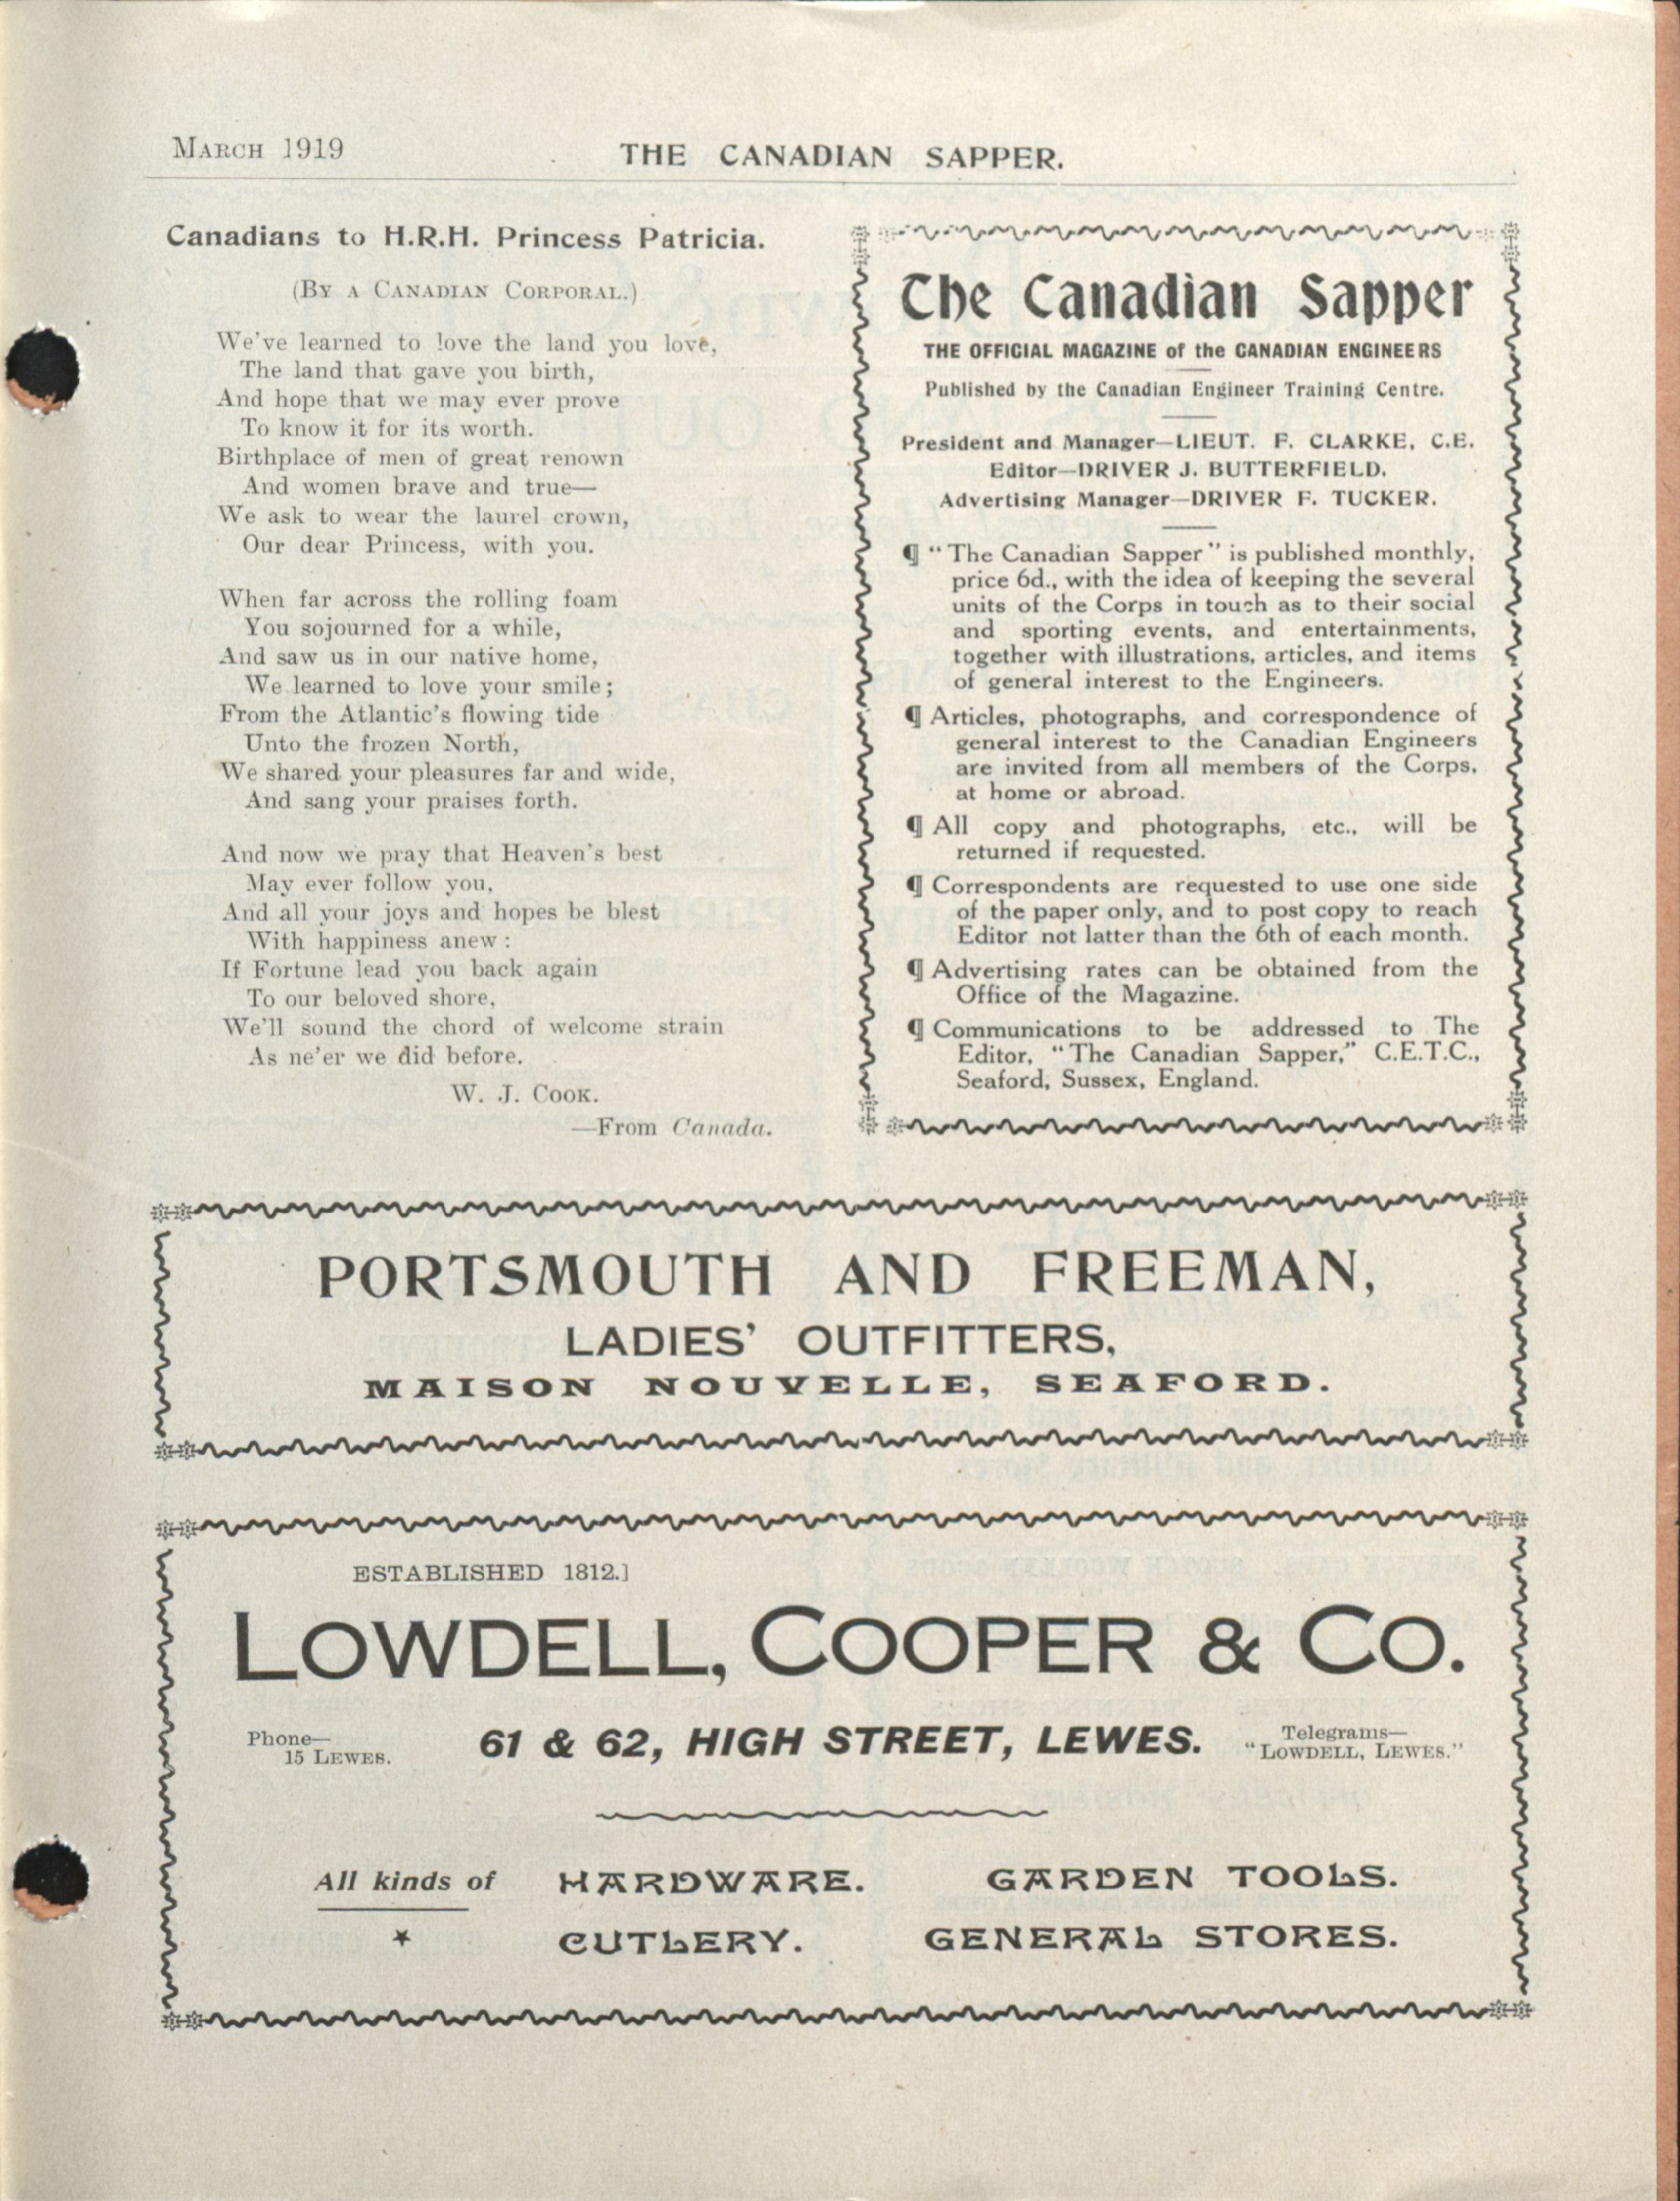 MARCH 1919
THE CANADIAN SAPPER.
Canadians to H.R.H. Princess Patricia.
(BY A CANADIAN CORPORAL.)
We've learned to love the land you love,
The land that gave you birth,
And hope that we may ever prove
To know it for its worth.
Birthplace of men of great renown
And women brave and true—
We ask to wear the laurel crown,
Our dear Princess, with you.
When far across the rolling foam
You sojourned for a while,
And saw us in our native home,
We learned to love your smile;
From the Atlantic's flowing tide
Unto the frozen North,
We shared your pleasures far and wide,
And sang your praises forth.
And now we pray that Heaven's best
May ever follow you,
And all your joys and hopes be blest
With happiness anew:
If Fortune lead you back again
To our beloved shore,
We'll sound the chord of welcome strain
As ne'er we did before.
W. J. COOK.
—From Canada.
The Canadian Sapper
THE OFFICIAL MAGAZINE of the CANADIAN ENGINEERS
Published by the Canadian Engineer Training Centre.
President and Manager—LIEUT. F. CLARKE, C.E.
Editor—DRIVER J. BUTTERFIELD.
Advertising Manager—DRIVER F. TUCKER.
¶ "The Canadian Sapper" is published monthly,
price 6d., with the idea of keeping the several
units of the Corps in touch as to their social
and sporting events, and entertainments,
together with illustrations, articles, and items
of general interest to the Engineers.
¶ Articles, photographs, and correspondence of
general interest to the Canadian Engineers
are invited from all members of the Corps,
at home or abroad.
¶ All copy and photographs, etc., will be
returned if requested.
¶ Correspondents are requested to use one side
of the paper only, and to post copy to reach
Editor not latter than the 6th of each month.
¶ Advertising rates can be obtained from the
Office of the Magazine.
¶ Communications to be addressed to The
Editor, "The Canadian Sapper," C.E.T.C.,
Seaford, Sussex, England.
PORTSMOUTH AND FREEMAN,
LADIES' OUTFITTERS,
MAISON NOUVELLE, SEAFORD.
ESTABLISHED 1812.]
LOWDELL, COOPER & CO.
Phone—
15 LEWES.
61 & 62, HIGH STREET, LEWES.
Telegrams—
"LOWDELL, LEWES."
All kinds of HARDWARE. GARDEN TOOLS.
CUTLERY. GENERAL STORES.